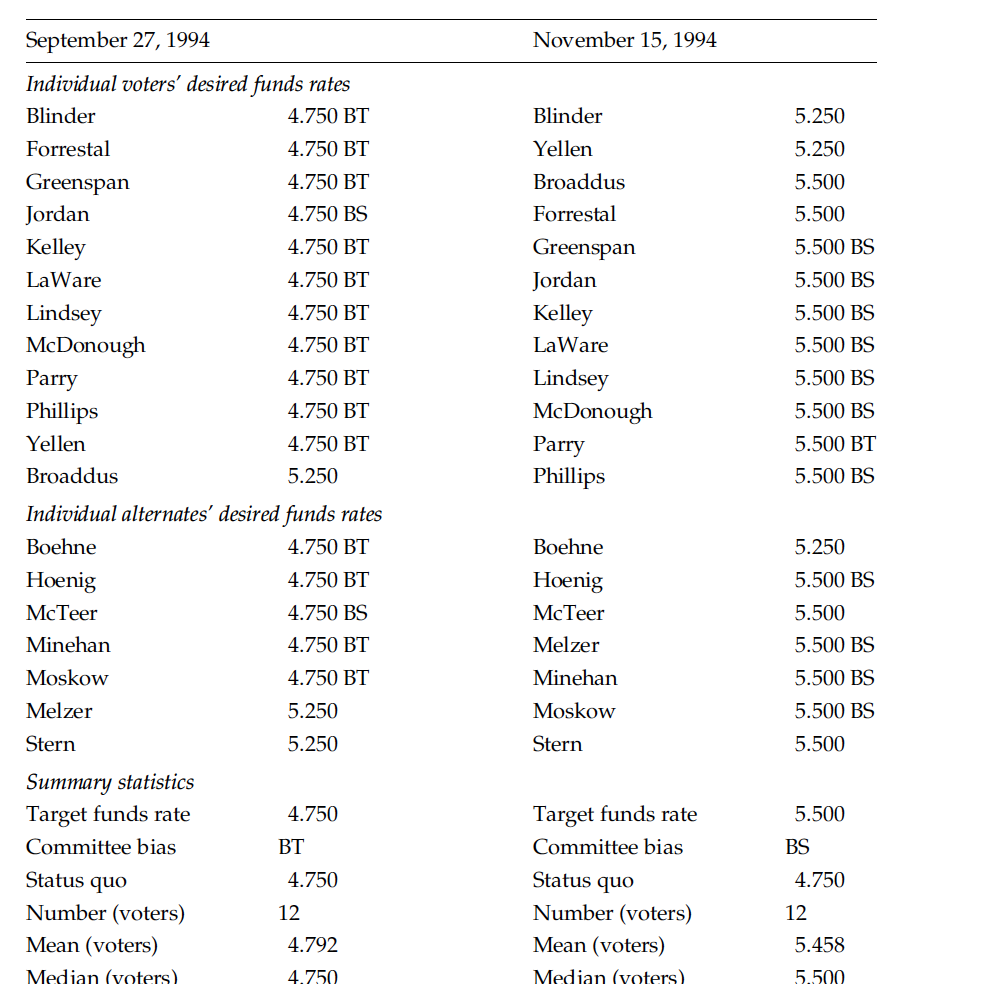 September 27, 1994 November 15, 1994
Individual voters’ desired funds rates
Blinder 4.750 BT Blinder 5.250
Forrestal 4.750 BT Yellen 5.250
Greenspan 4.750 BT Broaddus 5.500
Jordan 4.750 BS Forrestal 5.500
Kelley 4.750 BT Greenspan 5.500 BS
LaWare 4.750 BT Jordan 5.500 BS
Lindsey 4.750 BT Kelley 5.500 BS
McDonough 4.750 BT LaWare 5.500 BS
Parry 4.750 BT Lindsey 5.500 BS
Phillips 4.750 BT McDonough 5.500 BS
Yellen 4.750 BT Parry 5.500 BT
Broaddus 5.250 Phillips 5.500 BS
Individual alternates’ desired funds rates
Boehne 4.750 BT Boehne 5.250
Hoenig 4.750 BT Hoenig 5.500 BS
McTeer 4.750 BS McTeer 5.500
Minehan 4.750 BT Melzer 5.500 BS
Moskow 4.750 BT Minehan 5.500 BS
Melzer 5.250 Moskow 5.500 BS
Stern 5.250 Stern 5.500
Summary statistics
Target funds rate 4.750 Target funds rate 5.500
Committee bias BT Committee bias BS
Status quo 4.750 Status quo 4.750
Number (voters) 12 Number (voters) 12
Mean (voters) 4.792 Mean (voters) 5.458
Median (voters) 4.750 Median (voters) 5.500